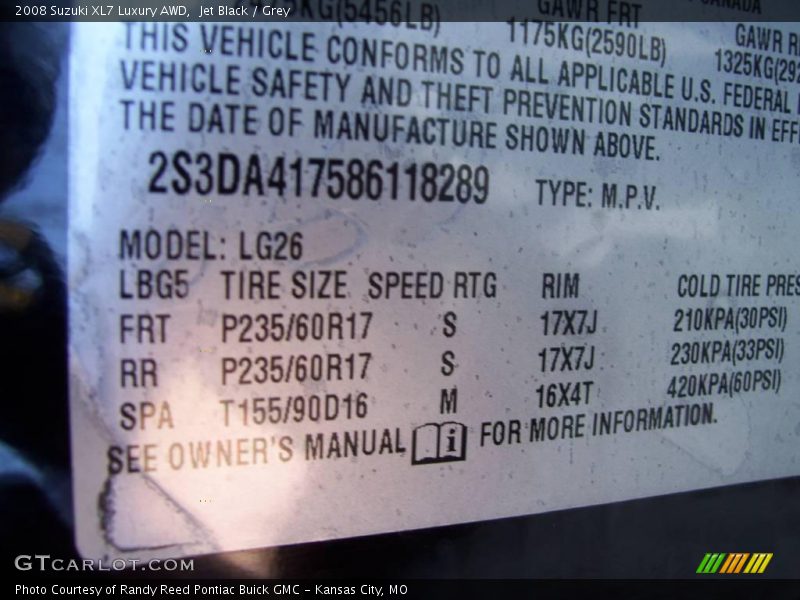 2008 Suzuki XL7 Luxury AWD, Jet Black / Grey
KG(5456LB) GAWR FRT CANADA
1175KG(2590LB) GAWR
1325KG
THIS VEHICLE CONFORMS TO ALL APPLICABLE U.S. FEDERAL
VEHICLE SAFETY AND THEFT PREVENTION STANDARDS IN
THE DATE OF MANUFACTURE SHOWN ABOVE.
2S3DA417586118289 TYPE: M.P.V.
MODEL: LG26
LBG5 TIRE SIZE SPEED RTG RIM COLD TIRE
FRT P235/60R17 S 17X7J 210KPA(30PSI)
RR P235/60R17 S 17X7J 230KPA(33PSI)
SPA T155/90D16 M 16X4T 420KPA(60PSI)
SEE OWNER'S MANUAL i FOR MORE INFORMATION.
GTCARLOT.COM
Photo Courtesy of Randy Reed Pontiac Buick GMC - Kansas City, MO